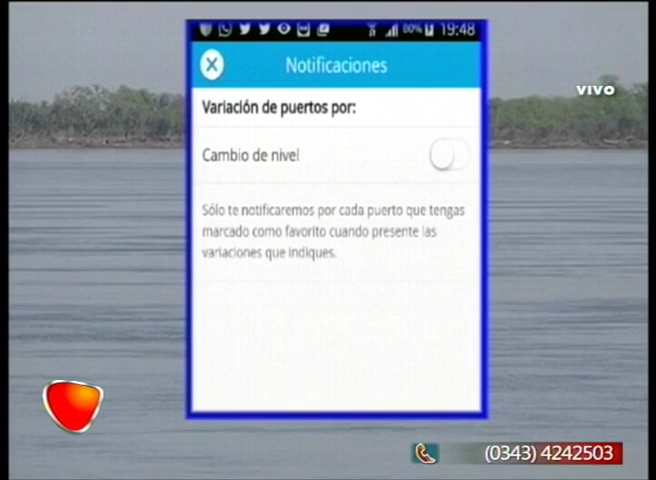 80% 19:48
Notificaciones
VIVO
Variación de puertos por:
Cambio de nivel
Sólo te notificaremos por cada puerto que tengas
marcado como favorito cuando presente las
variaciones que indiques.
(0343) 4242503